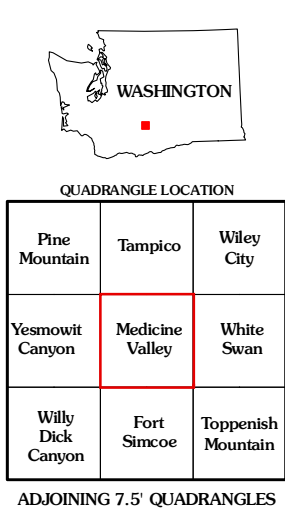 WASHINGTON
QUADRANGLE LOCATION
Pine
Mountain
Tampico
Wiley
City
Yesmowit
Canyon
Medicine
Valley
White
Swan
Willy
Dick
Canyon
Fort
Simcoe
Toppenish
Mountain
ADJOINING 7.5' QUADRANGLES